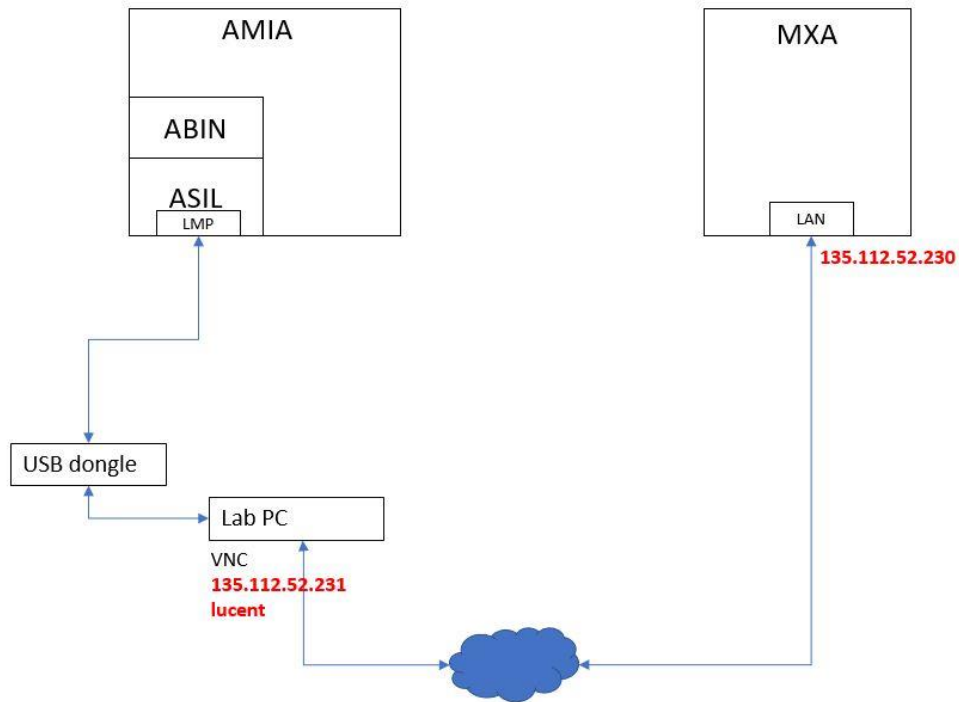 AMIA
ABIN
ASIL
LMP
MXA
LAN
135.112.52.230
USB dongle
Lab PC
VNC
135.112.52.231
lucent